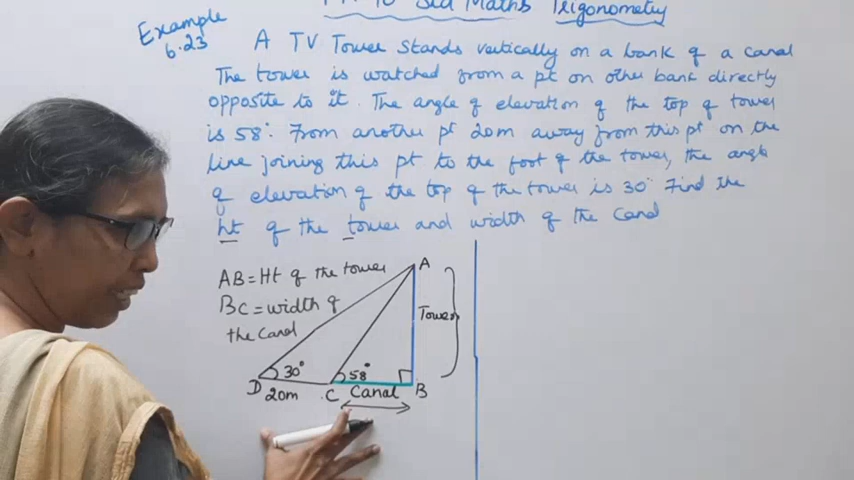 10 Std Maths Trigonometry
Example
6.23
A TV Tower stands vertically on a bank of a canal
The tower is watched from a pt on other bank directly
opposite to it. The angle of elevation of the top of tower
is 58° From another pt 20m away from this pt on the
line joining this pt to the foot of the tower, the angle
of elevation of the top of the tower is 30° Find the
ht of the tower and width of the Canal
AB=Ht of the tower
BC=width of
the Canal
A
Tower
30°
58°
D
20m
C
Canal
B